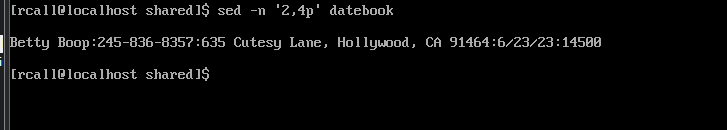 [rcall@localhost shared]$ sed -n '2,4p' datebook
Betty Boop:245-836-8357:635 Cutesy Lane, Hollywood, CA 91464:6/23/23:14500
[rcall@localhost shared]$